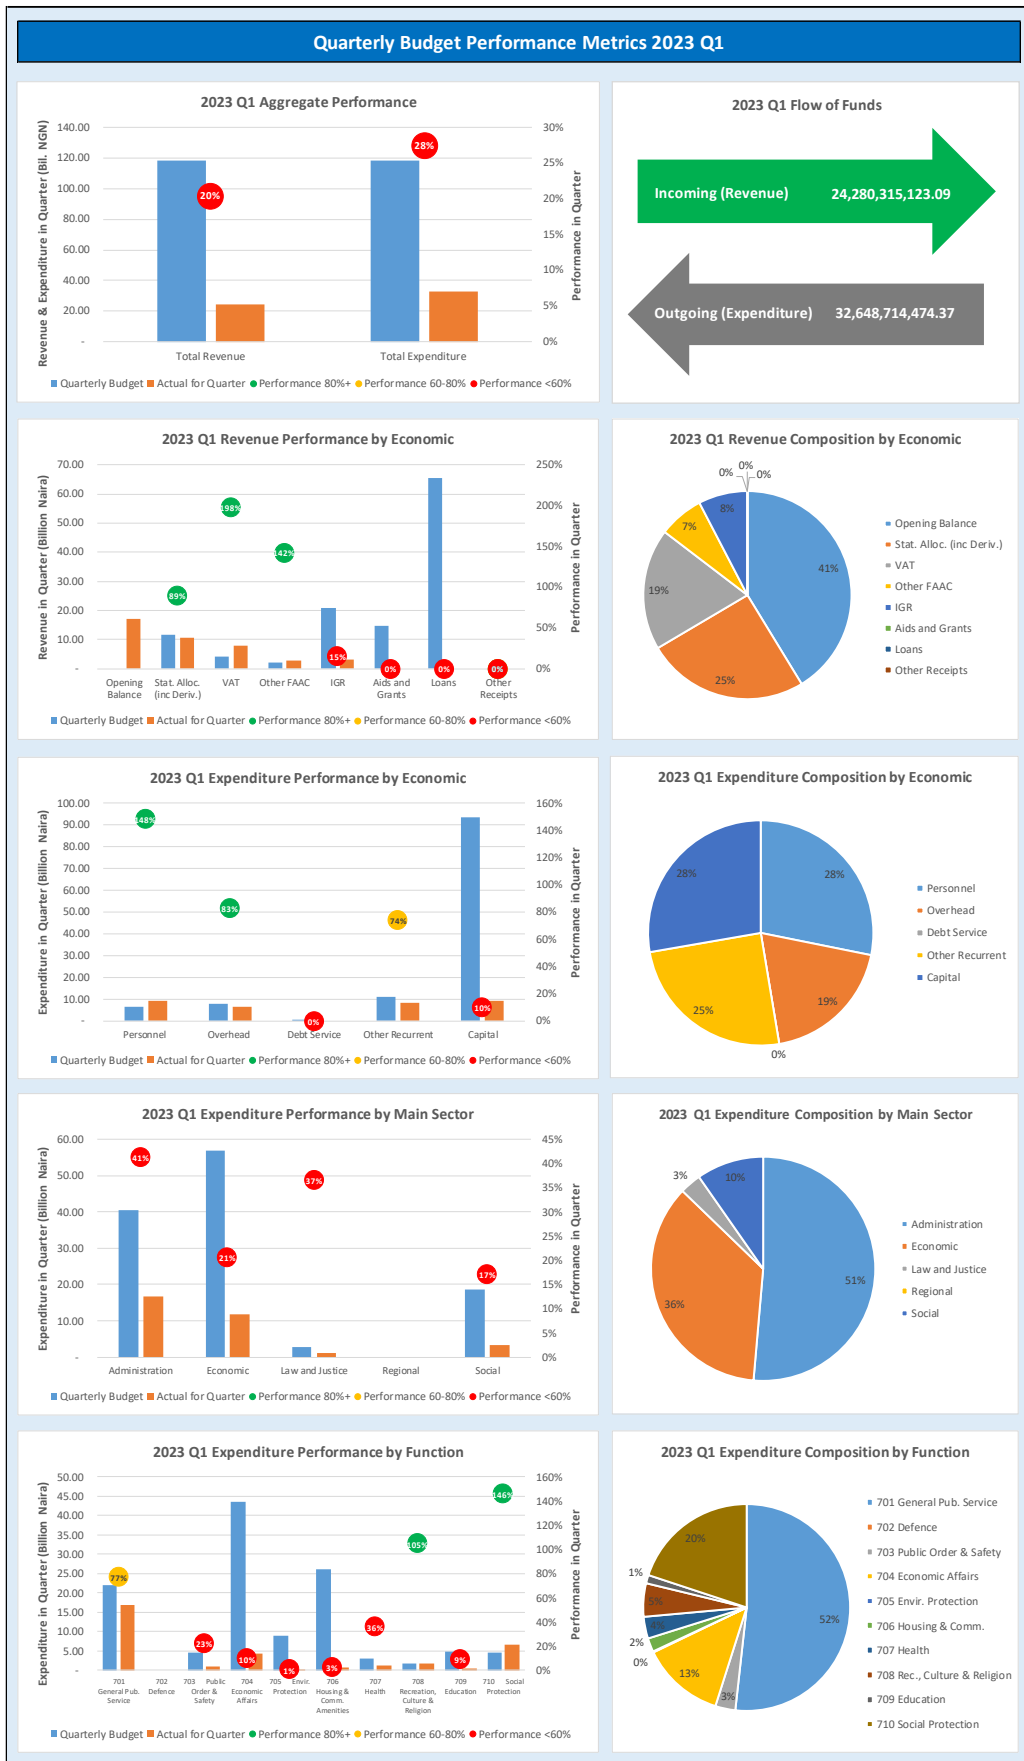 Quarterly Budget Performance Metrics 2023 Q1
2023 Q1 Aggregate Performance
Revenue & Expenditure in Quarter (Bil. NGN)
140.00
120.00
100.00
80.00
60.00
40.00
20.00
-
20%
28%
30%
25%
20%
15%
10%
5%
0%
Performance in Quarter
Total Revenue
Total Expenditure
Quarterly Budget
Actual for Quarter
Performance 80%+
Performance 60-80%
Performance <60%
2023 Q1 Flow of Funds
Incoming (Revenue) 24,280,315,123.09
Outgoing (Expenditure) 32,648,714,474.37
2023 Q1 Revenue Performance by Economic
Revenue in Quarter (Billion Naira)
70.00
60.00
50.00
40.00
30.00
20.00
10.00
-
89%
198%
142%
15%
0%
0%
0%
250%
200%
150%
100%
50%
0%
Performance in Quarter
Opening
Balance
Stat. Alloc.
(inc Deriv.)
VAT
Other FAAC
IGR
Aids and
Grants
Loans
Other
Receipts
Quarterly Budget
Actual for Quarter
Performance 80%+
Performance 60-80%
Performance <60%
2023 Q1 Revenue Composition by Economic
0%
0%
0%
8%
7%
19%
25%
41%
Opening Balance
Stat. Alloc. (inc Deriv.)
VAT
Other FAAC
IGR
Aids and Grants
Loans
Other Receipts
2023 Q1 Expenditure Performance by Economic
Expenditure in Quarter (Billion Naira)
100.00
90.00
80.00
70.00
60.00
50.00
40.00
30.00
20.00
10.00
-
148%
83%
0%
74%
10%
160%
140%
120%
100%
80%
60%
40%
20%
0%
Performance in Quarter
Personnel
Overhead
Debt Service
Other Recurrent
Capital
Quarterly Budget
Actual for Quarter
Performance 80%+
Performance 60-80%
Performance <60%
2023 Q1 Expenditure Composition by Economic
28%
28%
19%
0%
25%
Personnel
Overhead
Debt Service
Other Recurrent
Capital
2023 Q1 Expenditure Performance by Main Sector
Expenditure in Quarter (Billion Naira)
60.00
50.00
40.00
30.00
20.00
10.00
-
41%
21%
37%
17%
45%
40%
35%
30%
25%
20%
15%
10%
5%
0%
Performance in Quarter
Administration
Economic
Law and Justice
Regional
Social
Quarterly Budget
Actual for Quarter
Performance 80%+
Performance 60-80%
Performance <60%
2023 Q1 Expenditure Composition by Main Sector
3%
10%
36%
51%
Administration
Economic
Law and Justice
Regional
Social
2023 Q1 Expenditure Performance by Function
Expenditure in Quarter (Billion Naira)
50.00
45.00
40.00
35.00
30.00
25.00
20.00
15.00
10.00
5.00
-
77%
23%
10%
1%
3%
36%
105%
9%
146%
160%
140%
120%
100%
80%
60%
40%
20%
0%
Performance in Quarter
701
General Pub.
Service
702
Defence
703 Public
Order &
Safety
704
Economic
Affairs
705 Envir.
Protection
706
Housing &
Comm.
Amenities
707
Health
708
Recreation,
Culture &
Religion
709
Education
710 Social
Protection
Quarterly Budget
Actual for Quarter
Performance 80%+
Performance 60-80%
Performance <60%
2023 Q1 Expenditure Composition by Function
20%
1%
5%
4%
2%
0%
13%
3%
52%
701 General Pub. Service
702 Defence
703 Public Order & Safety
704 Economic Affairs
705 Envir. Protection
706 Housing & Comm.
707 Health
708 Rec., Culture & Religion
709 Education
710 Social Protection